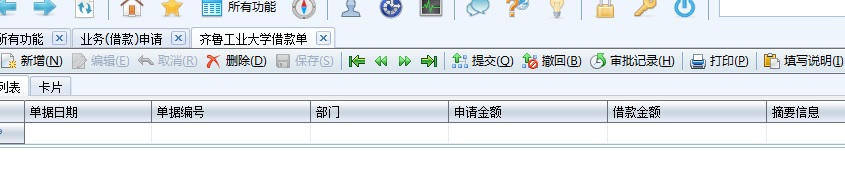 所有功能
所有功能 业务(借款)申请 齐鲁工业大学借款单
新增(N) 编辑(E) 取消(R) 删除(D) 保存(S) 提交(Q) 撤回(B) 审批记录(H) 打印(P) 填写说明(I)
列表 卡片
单据日期 单据编号 部门 申请金额 借款金额 摘要信息